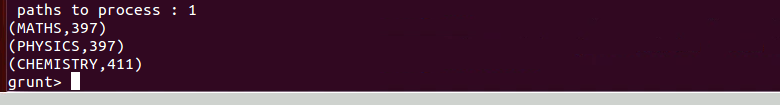 paths to process : 1
(MATHS,397)
(PHYSICS,397)
(CHEMISTRY,411)
grunt>